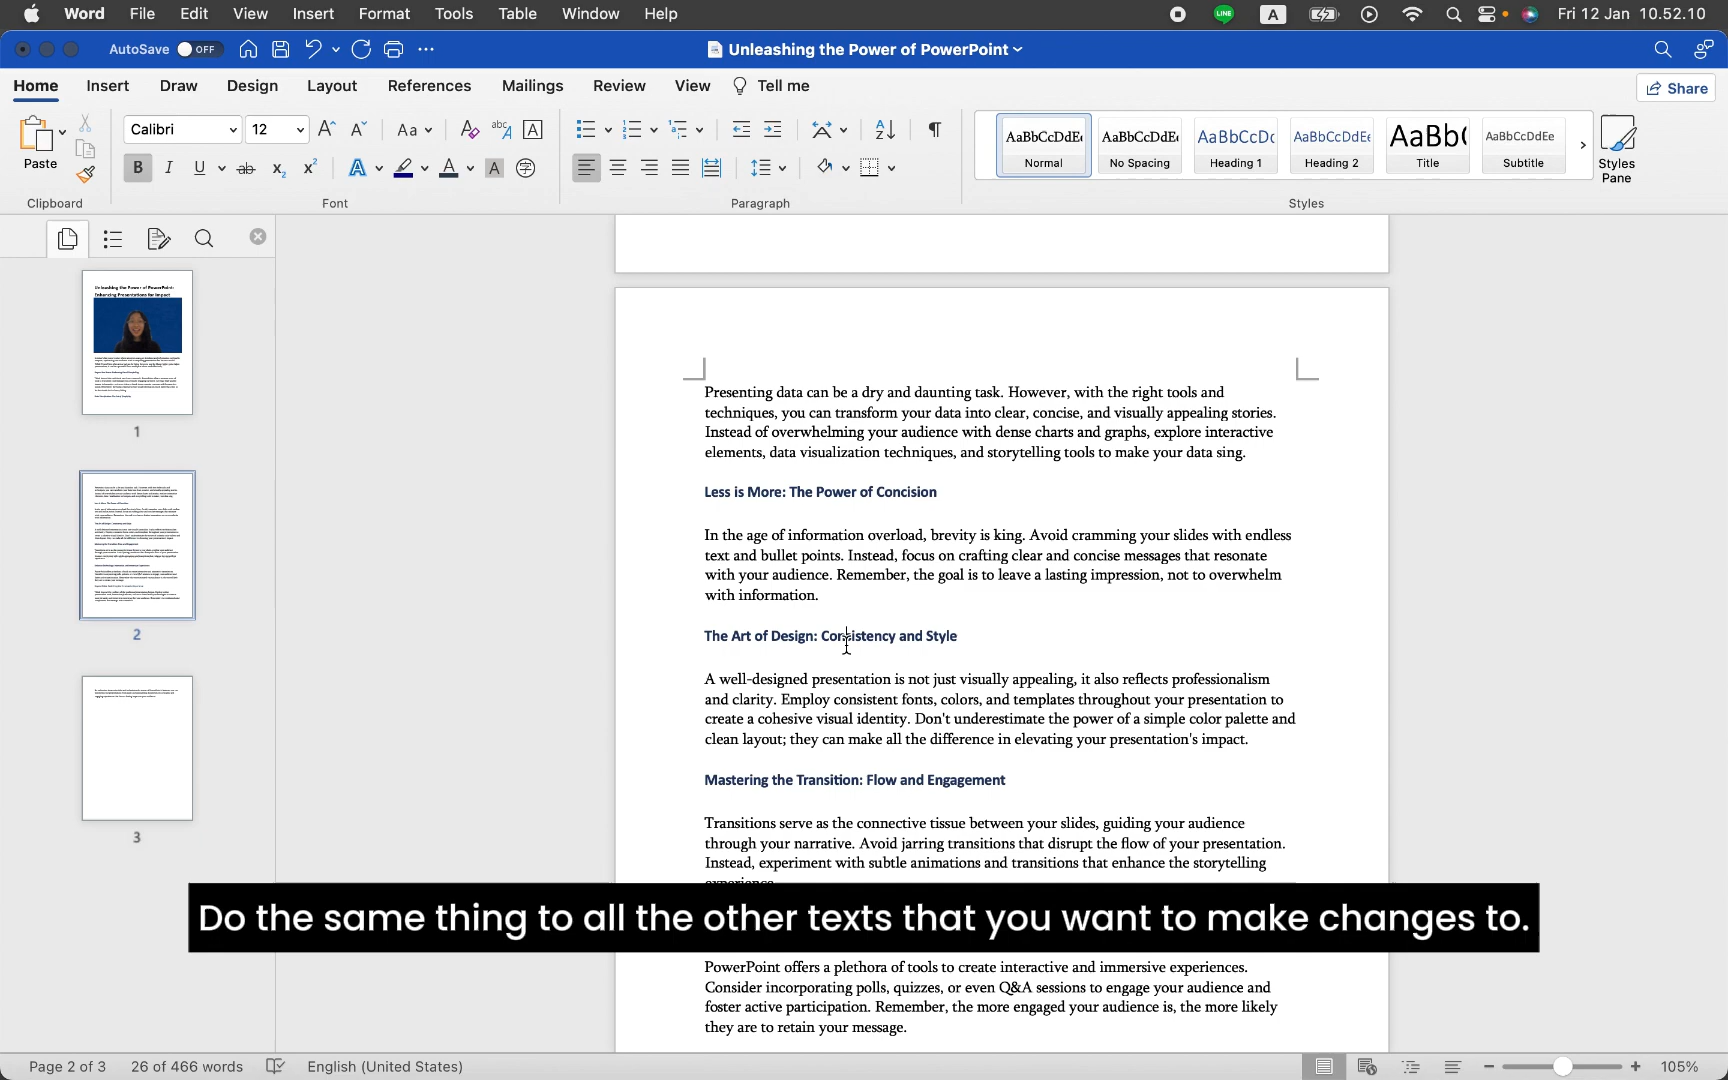 Word File Edit View Insert Format Tools Table Window Help A Fri 12 Jan 10.52.10
AutoSave OFF Unleashing the Power of PowerPoint
Home Insert Draw Design Layout References Mailings Review View Tell me Share
Paste
Clipboard
Calibri 12 Aa
Font
Paragraph
AaBbCcDdEe Normal
AaBbCcDdEe No Spacing
AaBbCcDc Heading 1
AaBbCcDdEe Heading 2
AaBb( Title
AaBbCcDdEe Subtitle
Styles Pane
Styles
Unleashing the Power of PowerPoint:
Enhancing Presentations for Impact
1
2
3
Presenting data can be a dry and daunting task. However, with the right tools and
techniques, you can transform your data into clear, concise, and visually appealing stories.
Instead of overwhelming your audience with dense charts and graphs, explore interactive
elements, data visualization techniques, and storytelling tools to make your data sing.
Less is More: The Power of Concision
In the age of information overload, brevity is king. Avoid cramming your slides with endless
text and bullet points. Instead, focus on crafting clear and concise messages that resonate
with your audience. Remember, the goal is to leave a lasting impression, not to overwhelm
with information.
The Art of Design: Consistency and Style
A well-designed presentation is not just visually appealing, it also reflects professionalism
and clarity. Employ consistent fonts, colors, and templates throughout your presentation to
create a cohesive visual identity. Don't underestimate the power of a simple color palette and
clean layout; they can make all the difference in elevating your presentation's impact.
Mastering the Transition: Flow and Engagement
Transitions serve as the connective tissue between your slides, guiding your audience
through your narrative. Avoid jarring transitions that disrupt the flow of your presentation.
Instead, experiment with subtle animations and transitions that enhance the storytelling
experience.
Do the same thing to all the other texts that you want to make changes to.
PowerPoint offers a plethora of tools to create interactive and immersive experiences.
Consider incorporating polls, quizzes, or even Q&A sessions to engage your audience and
foster active participation. Remember, the more engaged your audience is, the more likely
they are to retain your message.
Page 2 of 3 26 of 466 words English (United States) 105%